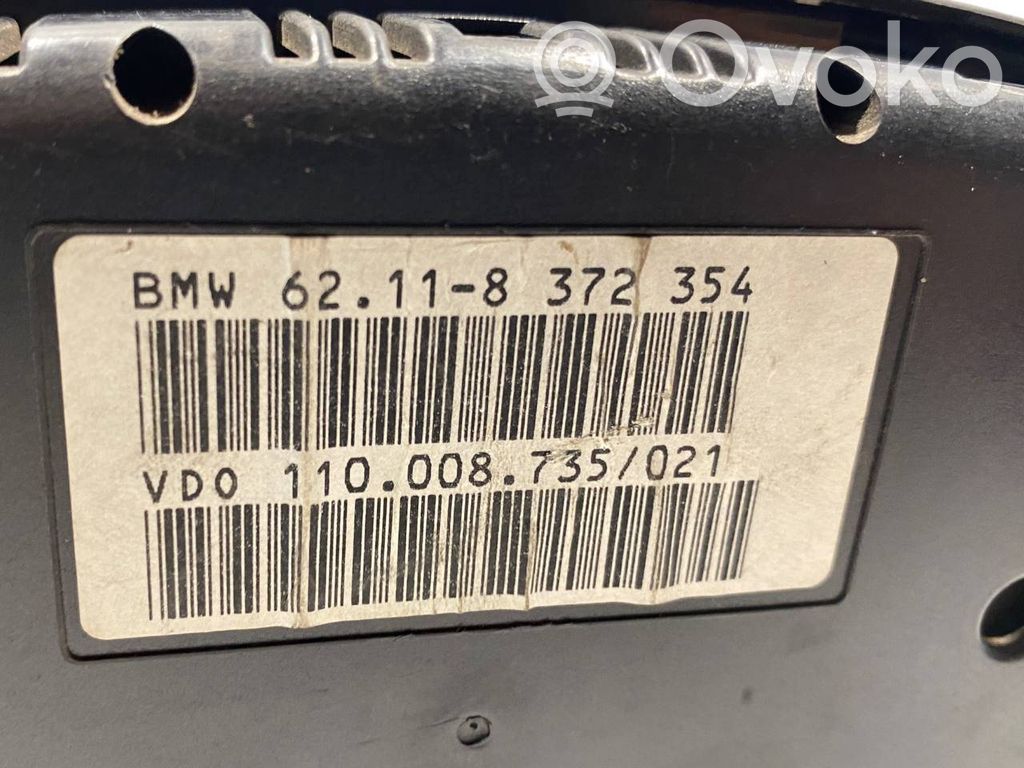 Ovoko
BMW 62.11-8 372 354
VDO 110.008.735/021